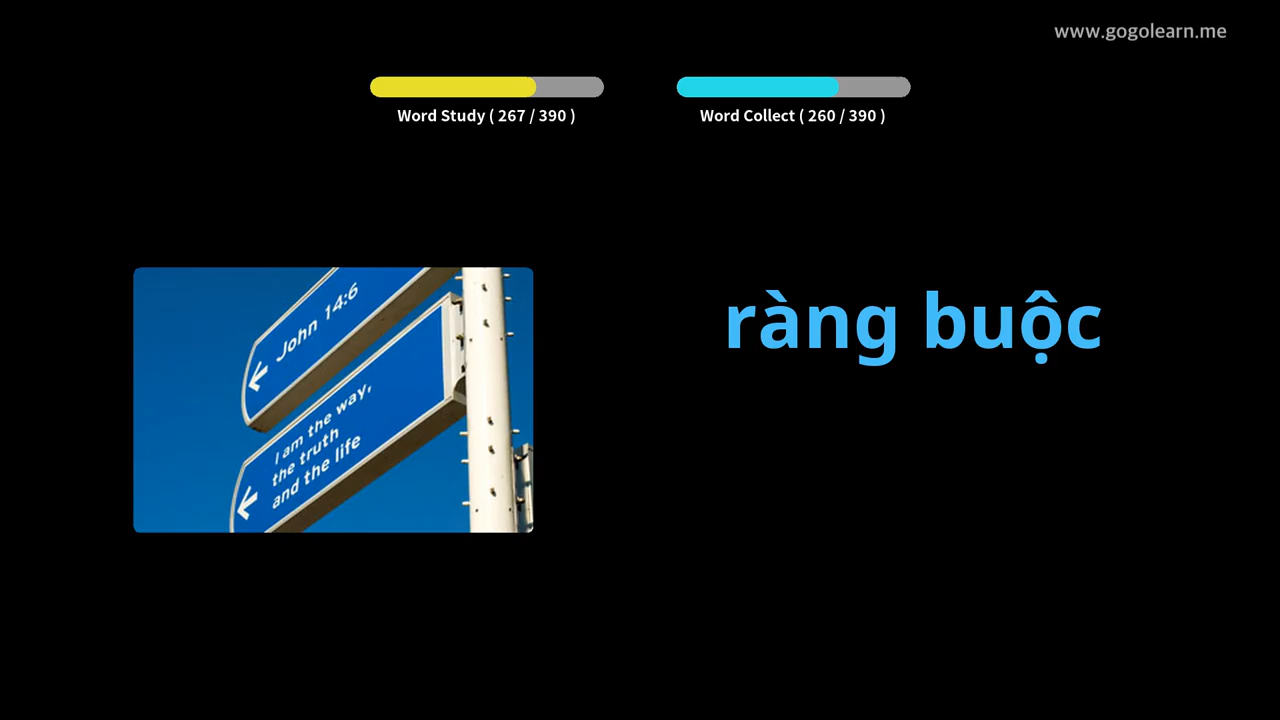 www.gogolearn.me
Word Study ( 267 / 390 )
Word Collect ( 260 / 390 )
John 14:6
I am the way,
the truth
and the life
ràng buộc